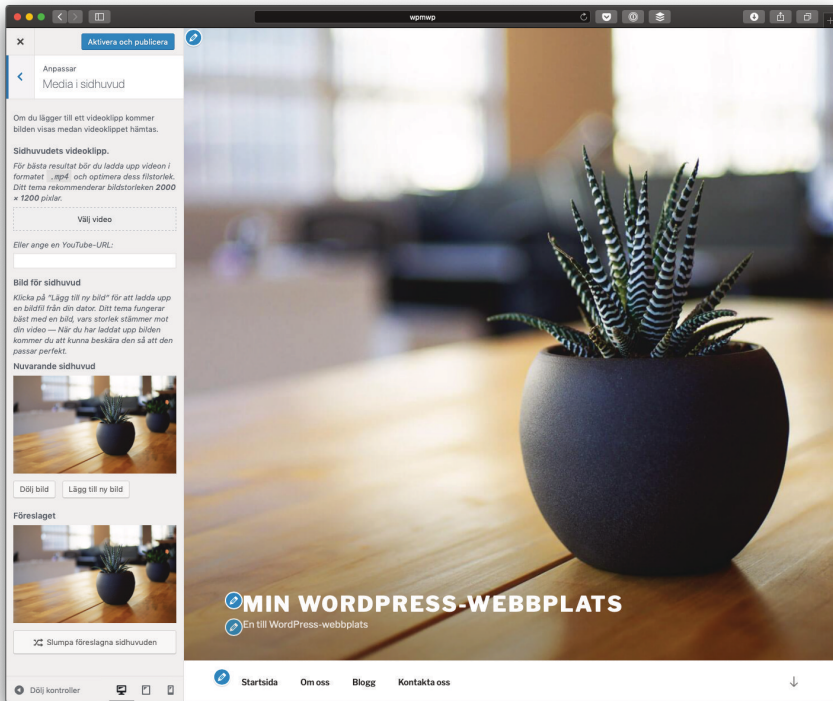 wpmwp
Aktivera och publicera
Anpassar
Media i sidhuvud
Om du lägger till ett videoklipp kommer
bilden visas medan videoklippet hämtas.
Sidhuvudets videoklipp.
För bästa resultat bör du ladda upp videon i
formatet .mp4 och optimera dess filstorlek.
Ditt tema rekommenderar bildstorleken 2000
× 1200 pixlar.
Välj video
Eller ange en YouTube-URL:
Bild för sidhuvud
Klicka på "Lägg till ny bild" för att ladda upp
en bildfil från din dator. Ditt tema fungerar
bäst med en bild, vars storlek stämmer mot
din video — När du har laddat upp bilden
kommer du att kunna beskära den så att den
passar perfekt.
Nuvarande sidhuvud
Dölj bild Lägg till ny bild
Föreslaget
Slumpa föreslagna sidhuvuden
Dölj kontroller
MIN WORDPRESS-WEBBPLATS
En till WordPress-webbplats
Startsida Om oss Blogg Kontakta oss